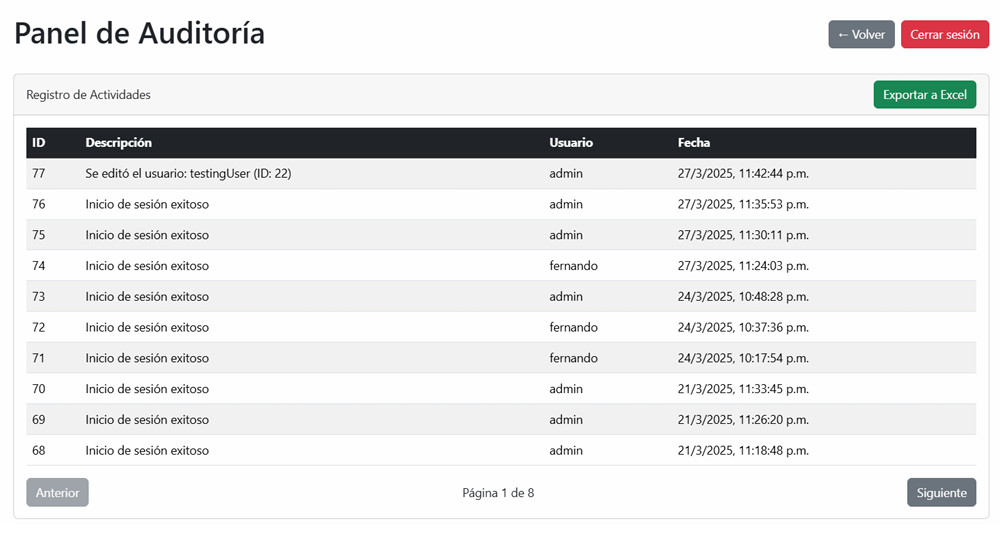 Panel de Auditoría
← Volver
Cerrar sesión
Registro de Actividades
Exportar a Excel
ID Descripción Usuario Fecha
77 Se editó el usuario: testingUser (ID: 22) admin 27/3/2025, 11:42:44 p.m.
76 Inicio de sesión exitoso admin 27/3/2025, 11:35:53 p.m.
75 Inicio de sesión exitoso admin 27/3/2025, 11:30:11 p.m.
74 Inicio de sesión exitoso fernando 27/3/2025, 11:24:03 p.m.
73 Inicio de sesión exitoso admin 24/3/2025, 10:48:28 p.m.
72 Inicio de sesión exitoso fernando 24/3/2025, 10:37:36 p.m.
71 Inicio de sesión exitoso fernando 24/3/2025, 10:17:54 p.m.
70 Inicio de sesión exitoso admin 21/3/2025, 11:33:45 p.m.
69 Inicio de sesión exitoso admin 21/3/2025, 11:26:20 p.m.
68 Inicio de sesión exitoso admin 21/3/2025, 11:18:48 p.m.
Anterior
Página 1 de 8
Siguiente